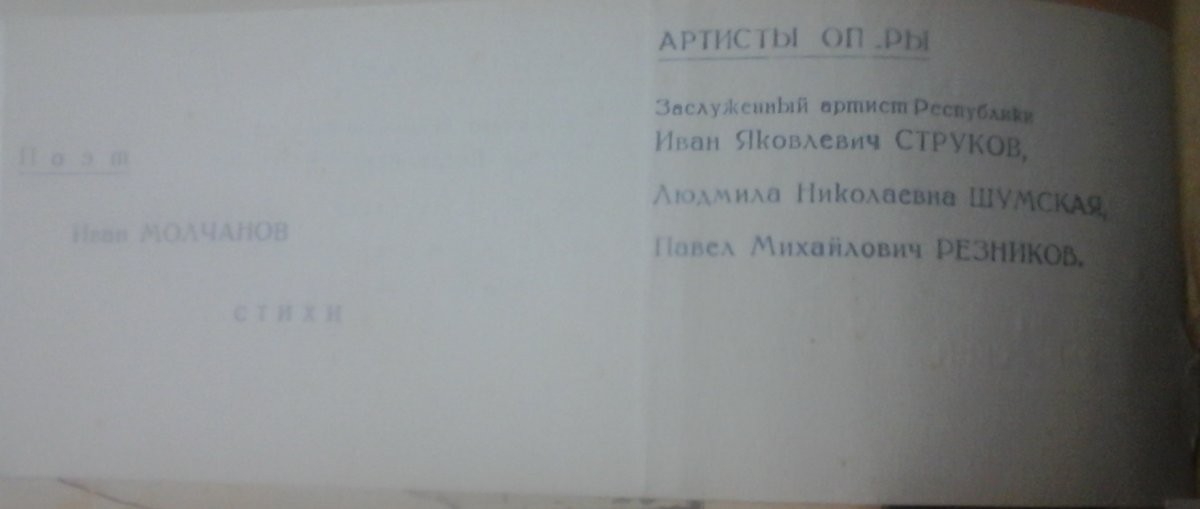 Поэт
Иван МОЛЧАНОВ
СТИХИ
АРТИСТЫ ОП.РЫ
Заслуженный артист Республики
Иван Яковлевич СТРУКОВ,
Людмила Николаевна ШУМСКАЯ,
Павел Михайлович РЕЗНИКОВ.